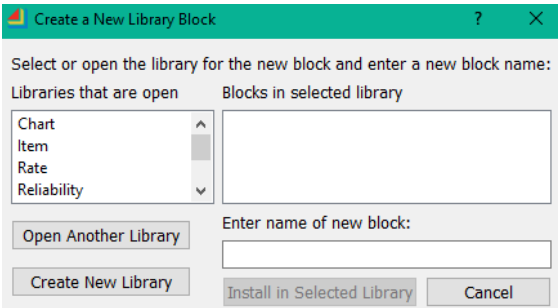 Create a New Library Block
?
Select or open the library for the new block and enter a new block name:
Libraries that are open
Blocks in selected library
Chart
Item
Rate
Reliability
Open Another Library
Enter name of new block:
Create New Library
Install in Selected Library
Cancel